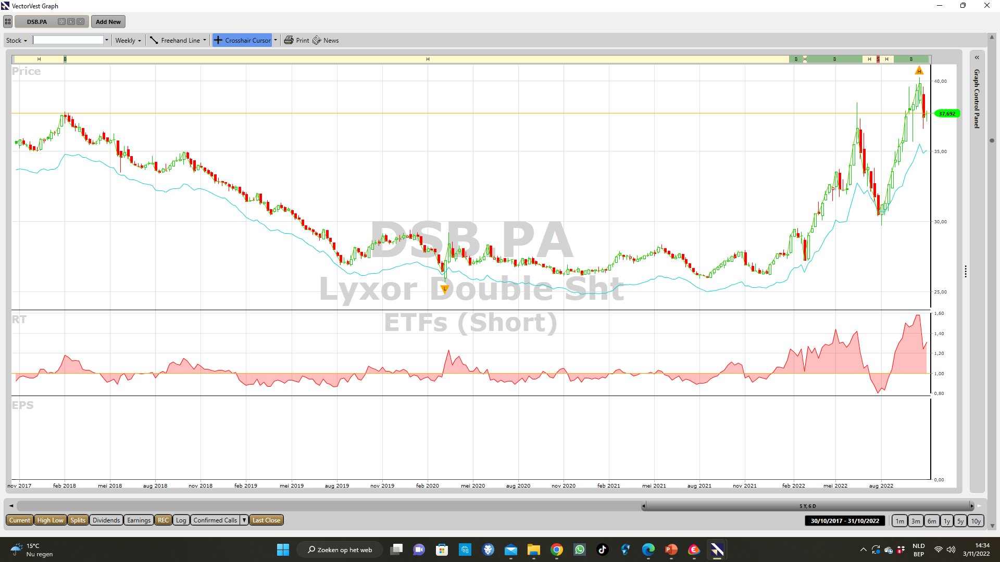 VectorVest Graph
DSB.PA Add New
Stock Weekly Freehand Line Crosshair Cursor Print News
H B H B H B H S H B
Price
H
40,00
37,692
35,00
30,00
25,00
DSB.PA
Lyxor Double Sht
ETFs (Short)
L
RT
1,60
1,40
1,20
1,00
0,80
EPS
0,00
nov 2017 feb 2018 mei 2018 aug 2018 nov 2018 feb 2019 mei 2019 aug 2019 nov 2019 feb 2020 mei 2020 aug 2020 nov 2020 feb 2021 mei 2021 aug 2021 nov 2021 feb 2022 mei 2022 aug 2022
Graph Control Panel
5 Y, 6 D
Current High Low Splits Dividends Earnings REC Log Confirmed Calls Last Close 30/10/2017 - 31/10/2022 1m 3m 6m 1y 5y 10y
15°C
Nu regen
Zoeken op het web
NLD
BEP
14:34
3/11/2022